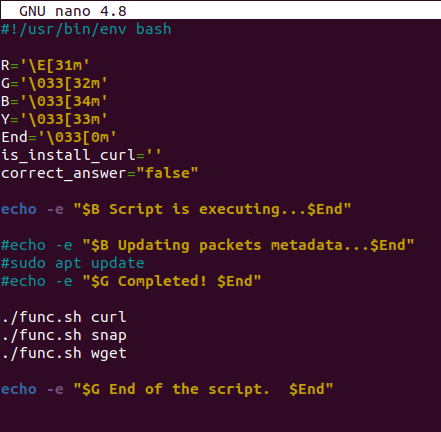 GNU nano 4.8
#!/usr/bin/env bash
R='\E[31m'
G='\033[32m'
B='\033[34m'
Y='\033[33m'
End='\033[0m'
is_install_curl=''
correct_answer="false"
echo -e "$B Script is executing...$End"
#echo -e "$B Updating packets metadata...$End"
#sudo apt update
#echo -e "$G Completed! $End"
./func.sh curl
./func.sh snap
./func.sh wget
echo -e "$G End of the script.  $End"